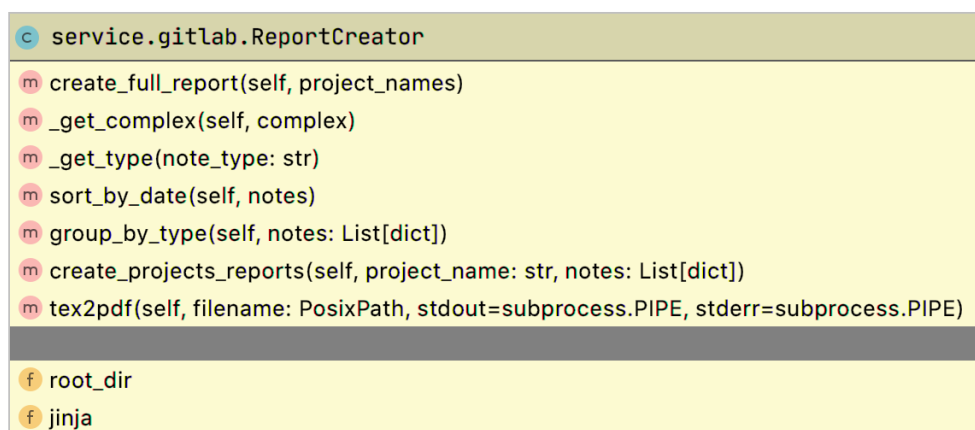 c service.gitlab.ReportCreator
m create_full_report(self, project_names)
m _get_complex(self, complex)
m _get_type(note_type: str)
m sort_by_date(self, notes)
m group_by_type(self, notes: List[dict])
m create_projects_reports(self, project_name: str, notes: List[dict])
m tex2pdf(self, filename: PosixPath, stdout=subprocess.PIPE, stderr=subprocess.PIPE)
f root_dir
f jinja